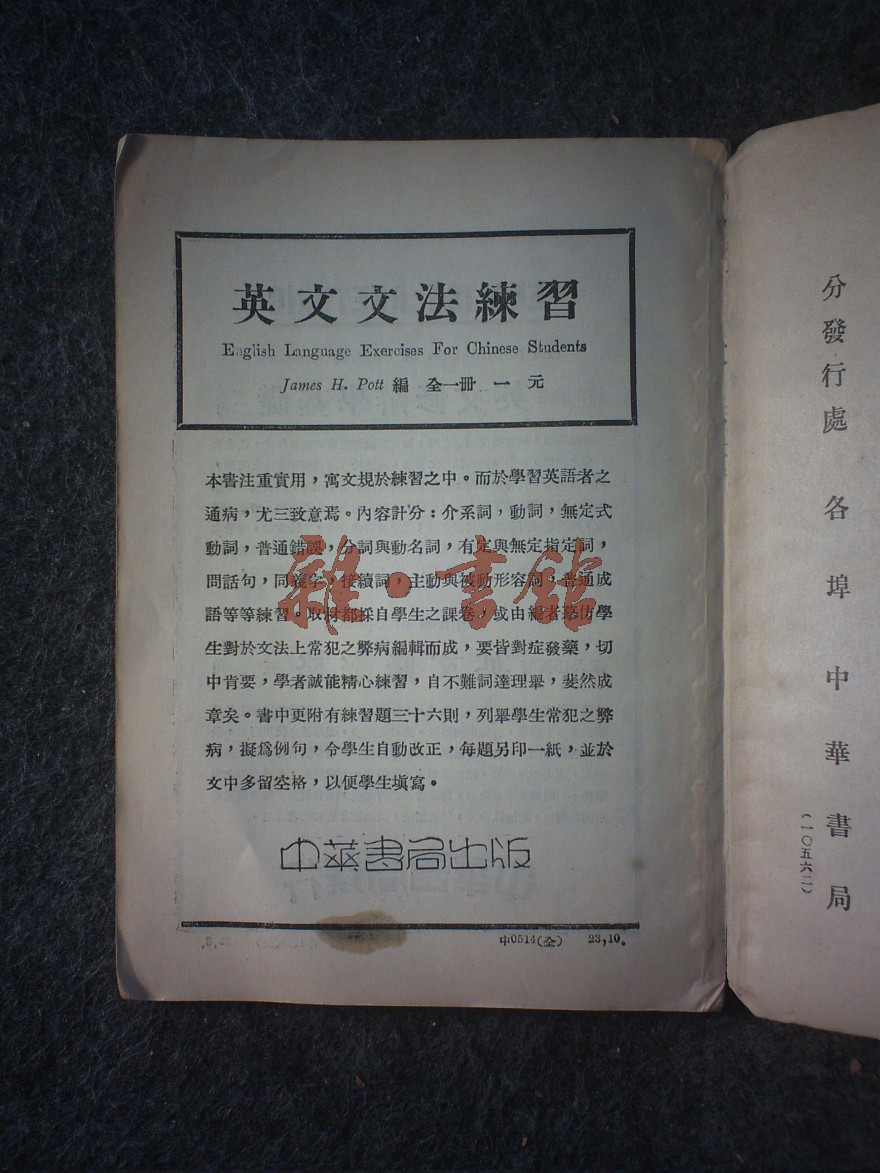 英文文法練習
English Language Exercises For Chinese Students
James H. Pott 編 全一冊 一元
本書注重實用，寓文規於練習之中。而於學習英語者之
通病，尤三致意焉。內容計分：介系詞，動詞，無定式
動詞，普通錯誤，分詞與動名詞，有定與無定指定詞，
問話句，同義字，接續詞，主動與被動形容詞，普通成
語等等練習。取材都採自學生之課卷，或由編者摹仿學
生對於文法上常犯之弊病編輯而成，要皆對症發藥，切
中肯要，學者誠能精心練習，自不難詞達理舉，斐然成
章矣。書中更附有練習題三十六則，列舉學生常犯之弊
病，擬爲例句，令學生自動改正，每題另印一紙，並於
文中多留空格，以便學生塡寫。
中華書局出版
中0514(全) 23,10.
雜·書館
分發行處 各埠中華書局
(一〇五六二)